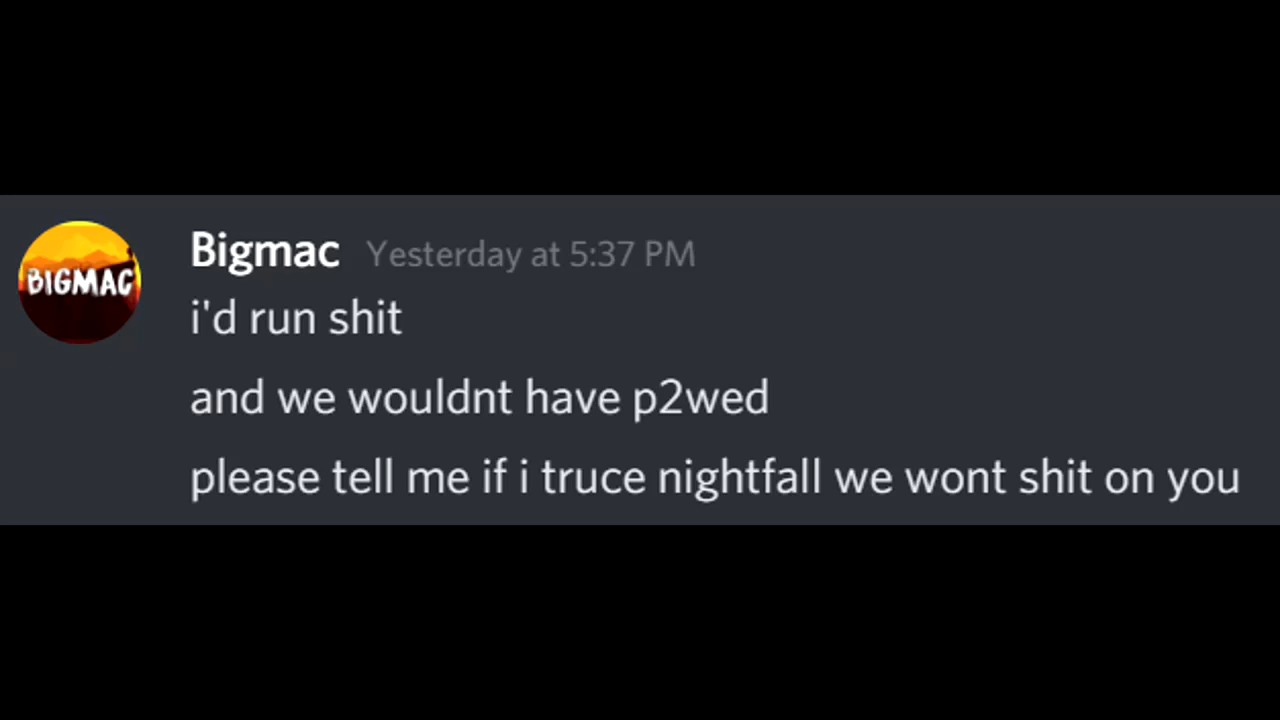 BIGMAC
Bigmac Yesterday at 5:37 PM
i'd run shit
and we wouldnt have p2wed
please tell me if i truce nightfall we wont shit on you